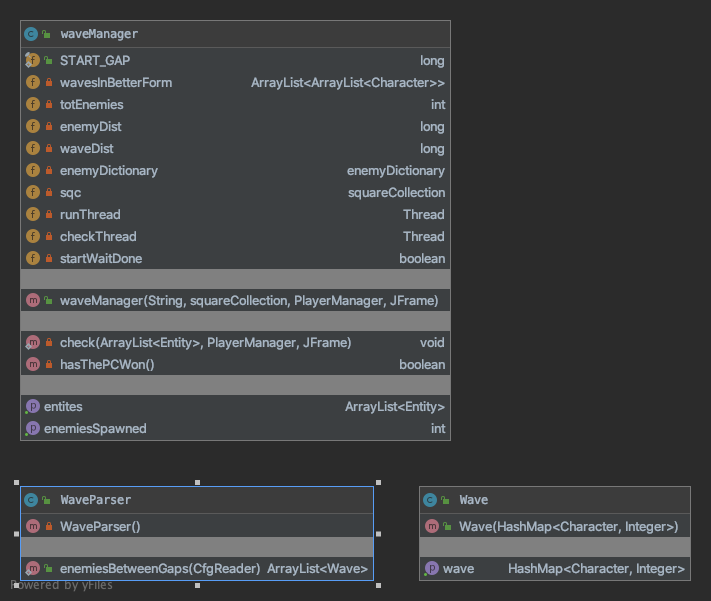 waveManager
START_GAP long
wavesInBetterForm ArrayList<ArrayList<Character>>
totEnemies int
enemyDist long
waveDist long
enemyDictionary enemyDictionary
sqc squareCollection
runThread Thread
checkThread Thread
startWaitDone boolean
waveManager(String, squareCollection, PlayerManager, JFrame)
check(ArrayList<Entity>, PlayerManager, JFrame) void
hasThePCWon() boolean
entites ArrayList<Entity>
enemiesSpawned int
WaveParser
WaveParser()
enemiesBetweenGaps(CfgReader) ArrayList<Wave>
Wave
Wave(HashMap<Character, Integer>)
wave HashMap<Character, Integer>
Powered by yFiles